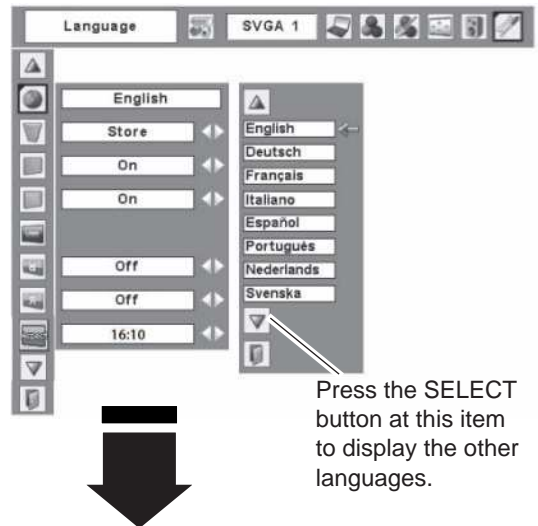 Language
SVGA 1
English
Store
On
On
Off
Off
16:10
English
Deutsch
Français
Italiano
Español
Português
Nederlands
Svenska
Press the SELECT
button at this item
to display the other
languages.